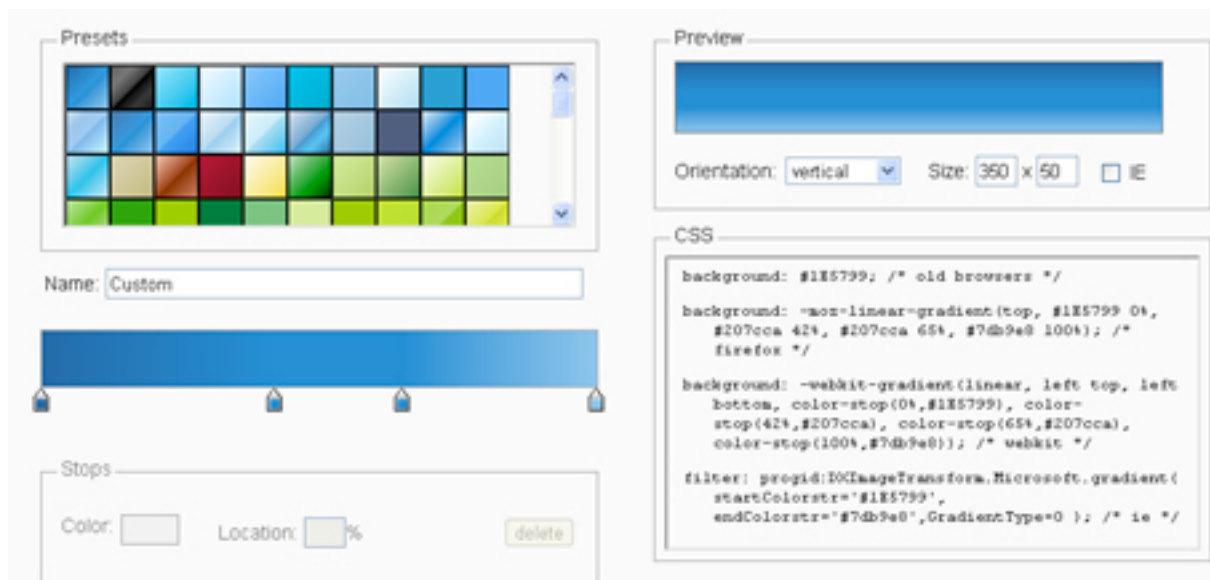 Presets
Name: Custom
Stops
Color:
Location: %
delete
Preview
Orientation: vertical
Size: 350 x 50
IE
CSS
background: #1E5799; /* old browsers */
background: -moz-linear-gradient(top, #1E5799 0%,
#207cca 42%, #207cca 65%, #7db9e8 100%); /*
firefox */
background: -webkit-gradient(linear, left top, left
bottom, color-stop(0%,#1E5799), color-
stop(42%,#207cca), color-stop(65%,#207cca),
color-stop(100%,#7db9e8)); /* webkit */
filter: progid:DXImageTransform.Microsoft.gradient(
startColorstr='#1E5799',
endColorstr='#7db9e8',GradientType=0 ); /* ie */